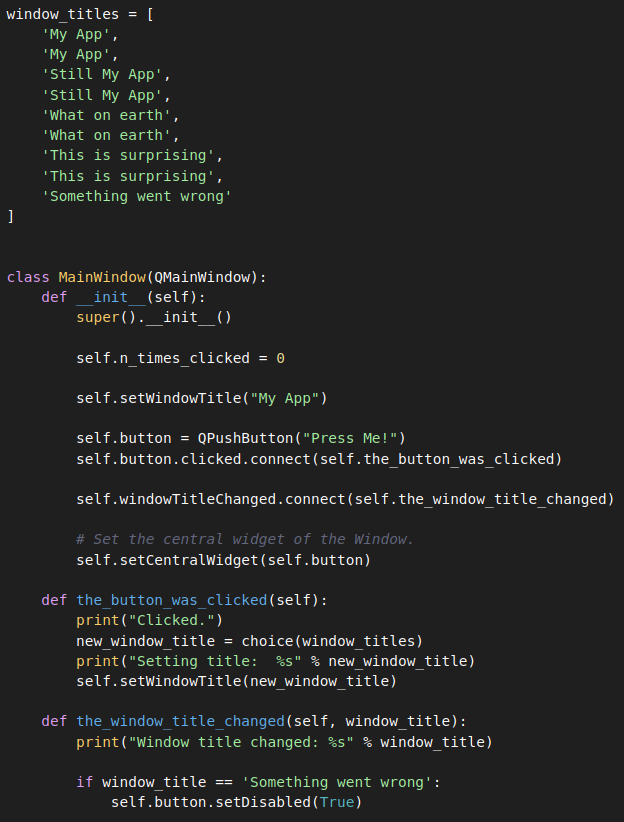 window_titles = [
    'My App',
    'My App',
    'Still My App',
    'Still My App',
    'What on earth',
    'What on earth',
    'This is surprising',
    'This is surprising',
    'Something went wrong'
]
class MainWindow(QMainWindow):
    def __init__(self):
        super().__init__()
        self.n_times_clicked = 0
        self.setWindowTitle("My App")
        self.button = QPushButton("Press Me!")
        self.button.clicked.connect(self.the_button_was_clicked)
        self.windowTitleChanged.connect(self.the_window_title_changed)
        # Set the central widget of the Window.
        self.setCentralWidget(self.button)
    def the_button_was_clicked(self):
        print("Clicked.")
        new_window_title = choice(window_titles)
        print("Setting title:  %s" % new_window_title)
        self.setWindowTitle(new_window_title)
    def the_window_title_changed(self, window_title):
        print("Window title changed: %s" % window_title)
        if window_title == 'Something went wrong':
            self.button.setDisabled(True)